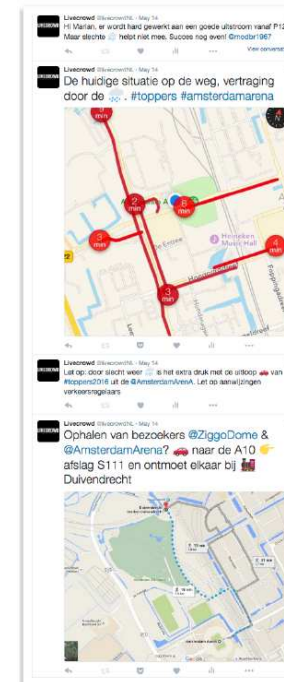 Livecrowd @livecrowdNL · May 14
Hi Marian, er wordt hard gewerkt aan een goede uitstroom vanaf P12
Maar slechte helpt niet mee. Succes nog even! @modbr1967
View conversat
Livecrowd @livecrowdNL · May 14
De huidige situatie op de weg, vertraging
door de 🌧️. #toppers #amsterdamarena
min
2
min
6
min
3
min
4
min
De Entree
Heineken
Music Hall
Livecrowd @livecrowdNL · May 14
Let op: door slecht weer 🌧️ is het extra druk met de uitloop 🚗 van
#toppers2016 uit de @AmsterdamArenA. Let op aanwijzingen
verkeersregelaars
Livecrowd @livecrowdNL · May 14
Ophalen van bezoekers @ZiggoDome &
@AmsterdamArena? 🚗 naar de A10 👉
afslag S111 en ontmoet elkaar bij 🚂
Duivendrecht